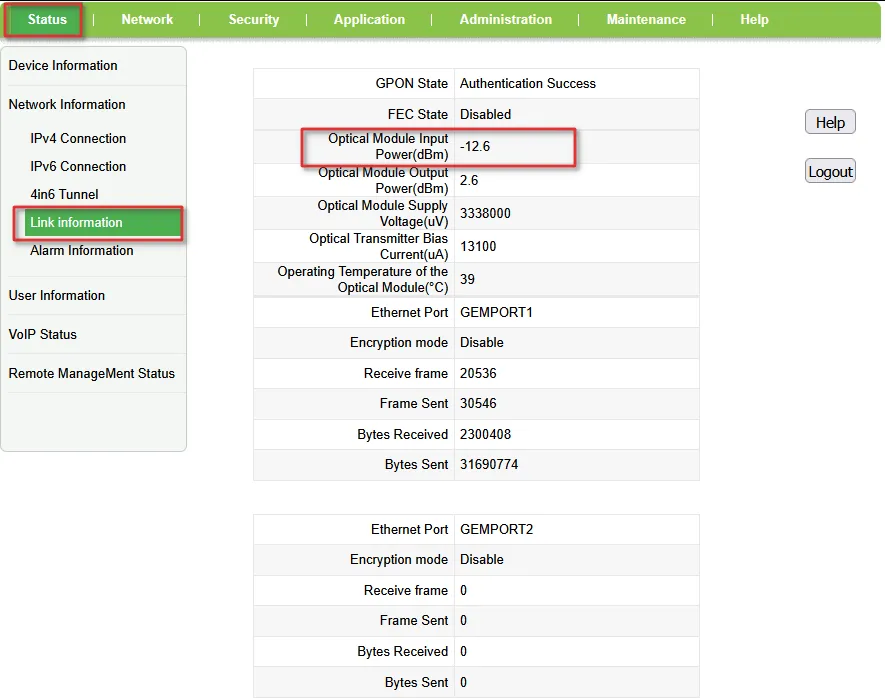 Status | Network | Security | Application | Administration | Maintenance | Help
Device Information
Network Information
IPv4 Connection
IPv6 Connection
4in6 Tunnel
Link information
Alarm Information
User Information
VoIP Status
Remote ManageMent Status
GPON State Authentication Success
FEC State Disabled
Optical Module Input
Power(dBm) -12.6
Optical Module Output
Power(dBm) 2.6
Optical Module Supply
Voltage(uV) 3338000
Optical Transmitter Bias
Current(uA) 13100
Operating Temperature of the
Optical Module(°C) 39
Ethernet Port GEMPORT1
Encryption mode Disable
Receive frame 20536
Frame Sent 30546
Bytes Received 2300408
Bytes Sent 31690774
Ethernet Port GEMPORT2
Encryption mode Disable
Receive frame 0
Frame Sent 0
Bytes Received 0
Bytes Sent 0
Help
Logout